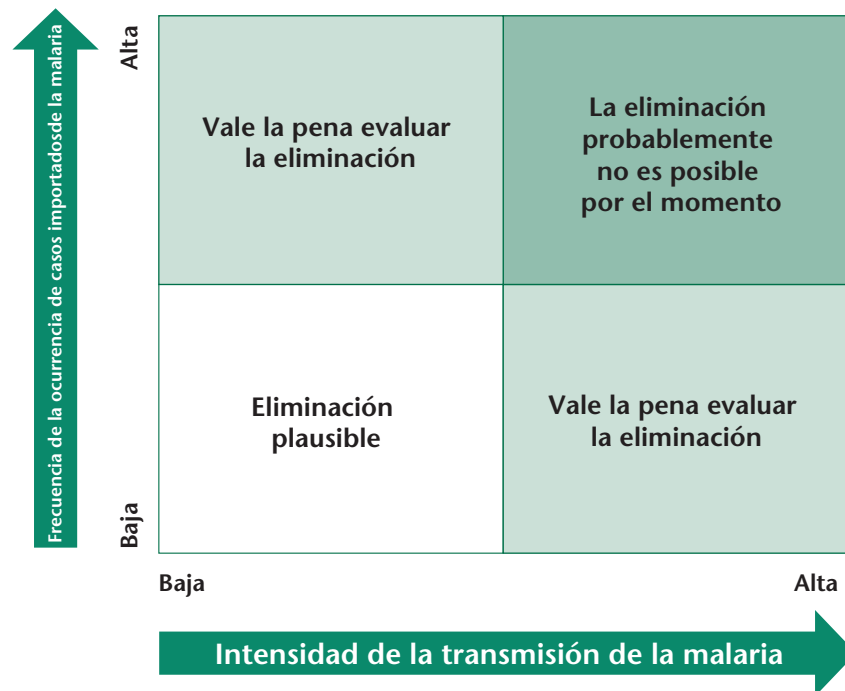 Frecuencia de la ocurrencia de casos importadosde la malaria
Alta
Vale la pena evaluar
la eliminación
La eliminación
probablemente
no es posible
por el momento
Eliminación
plausible
Vale la pena evaluar
la eliminación
Baja
Baja
Alta
Intensidad de la transmisión de la malaria